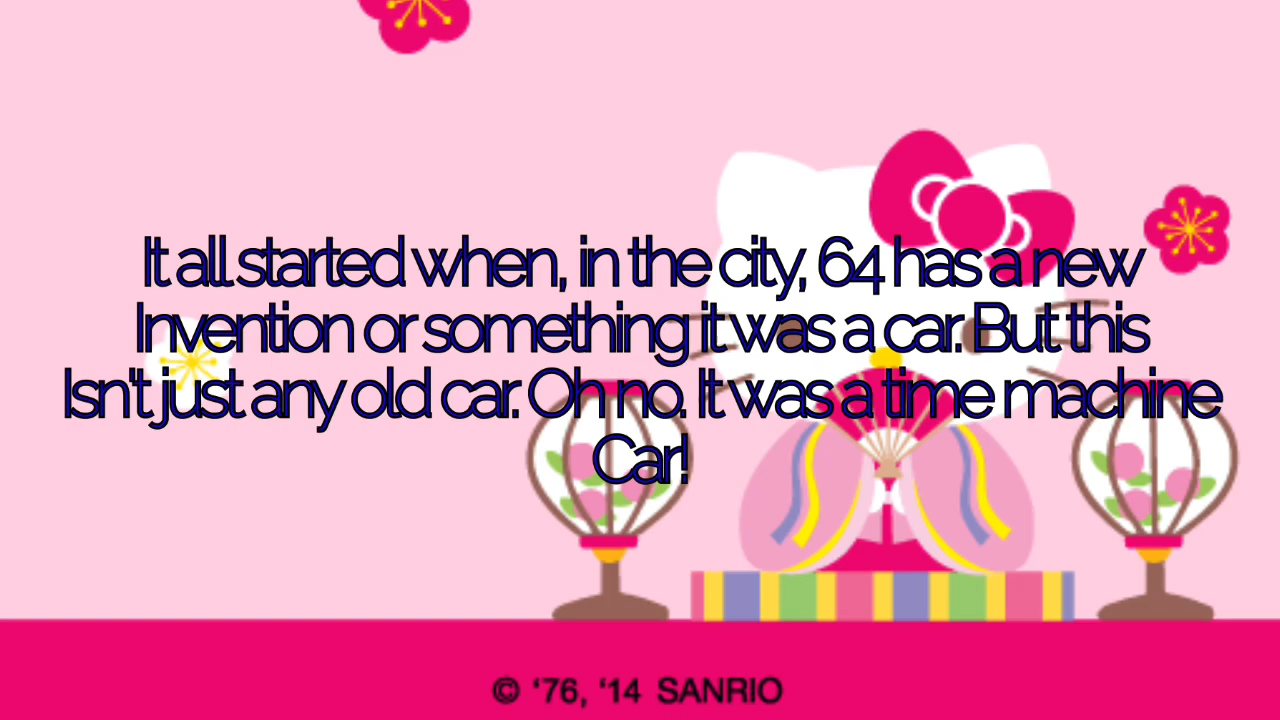 It all started when, in the city, 64 has a new
Invention or something it was a car. But this
Isn't just any old car. Oh no. It was a time machine
Car!
© ‘76, ‘14 SANRIO